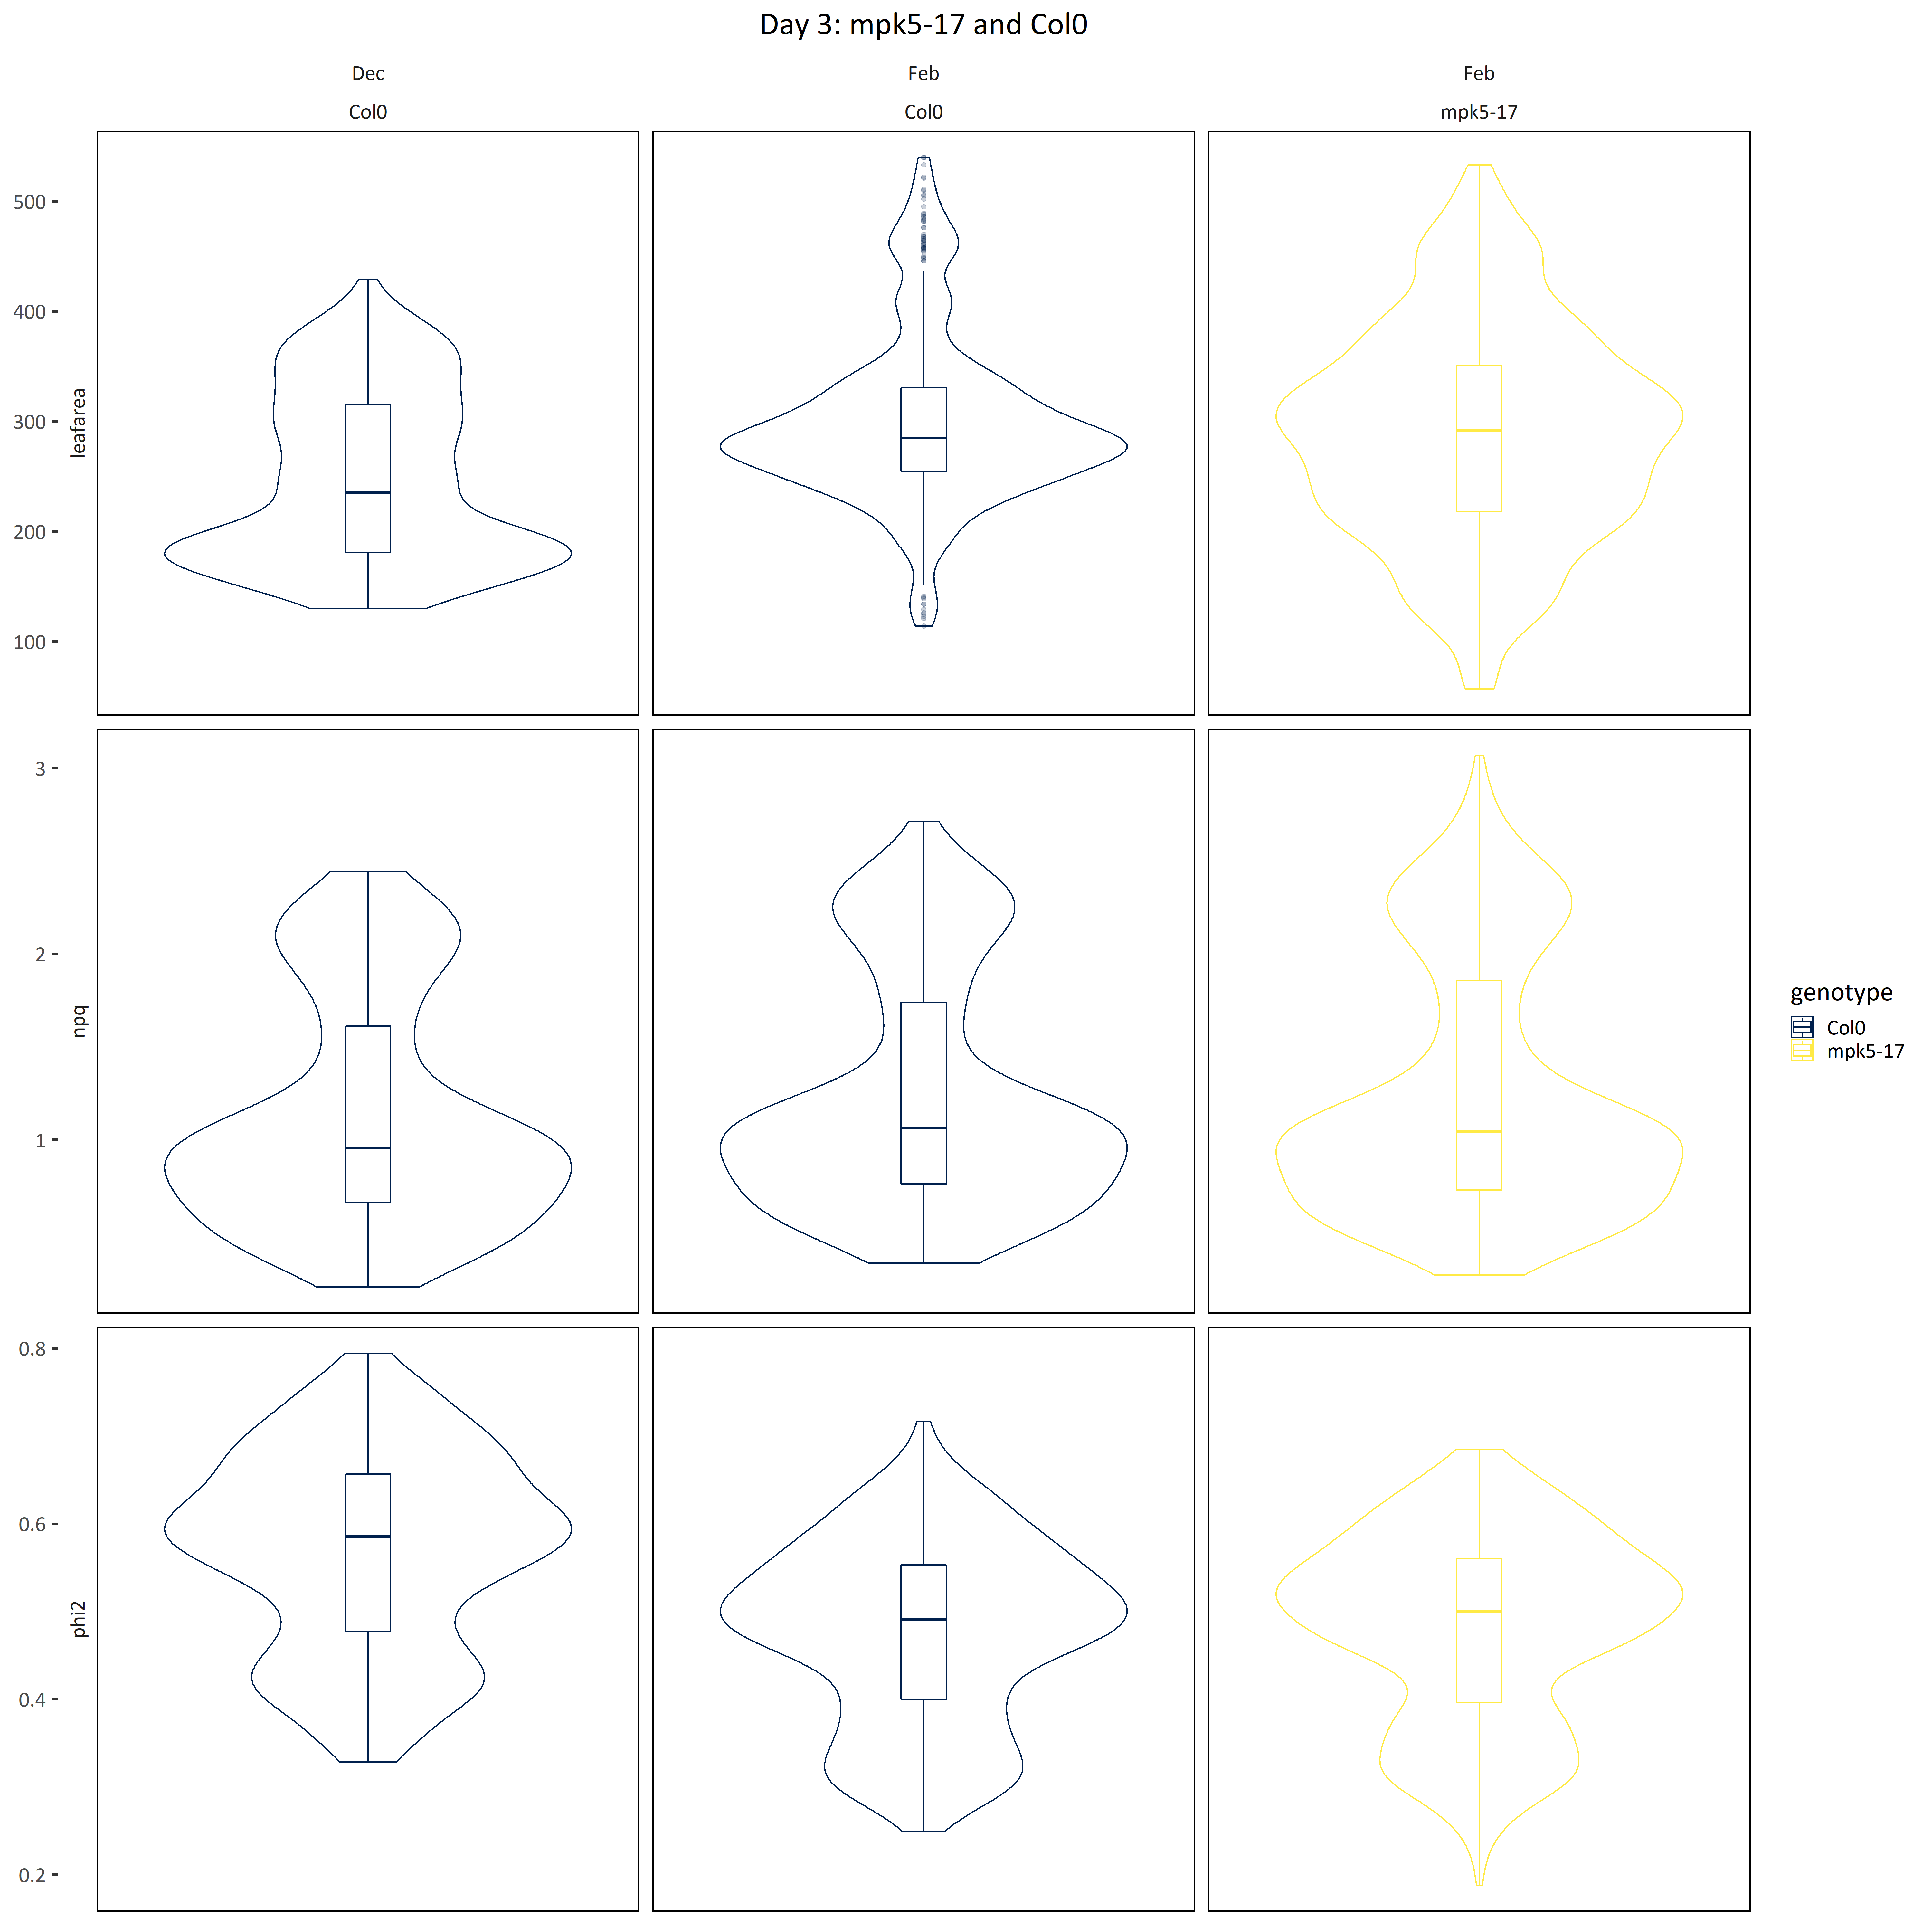 Day 3: mpk5-17 and Col0
Dec
Feb
Feb
Col0
Col0
mpk5-17
500
400
300
200
100
leafarea
3
2
1
npq
0.8
0.6
0.4
0.2
phi2
genotype
Col0
mpk5-17